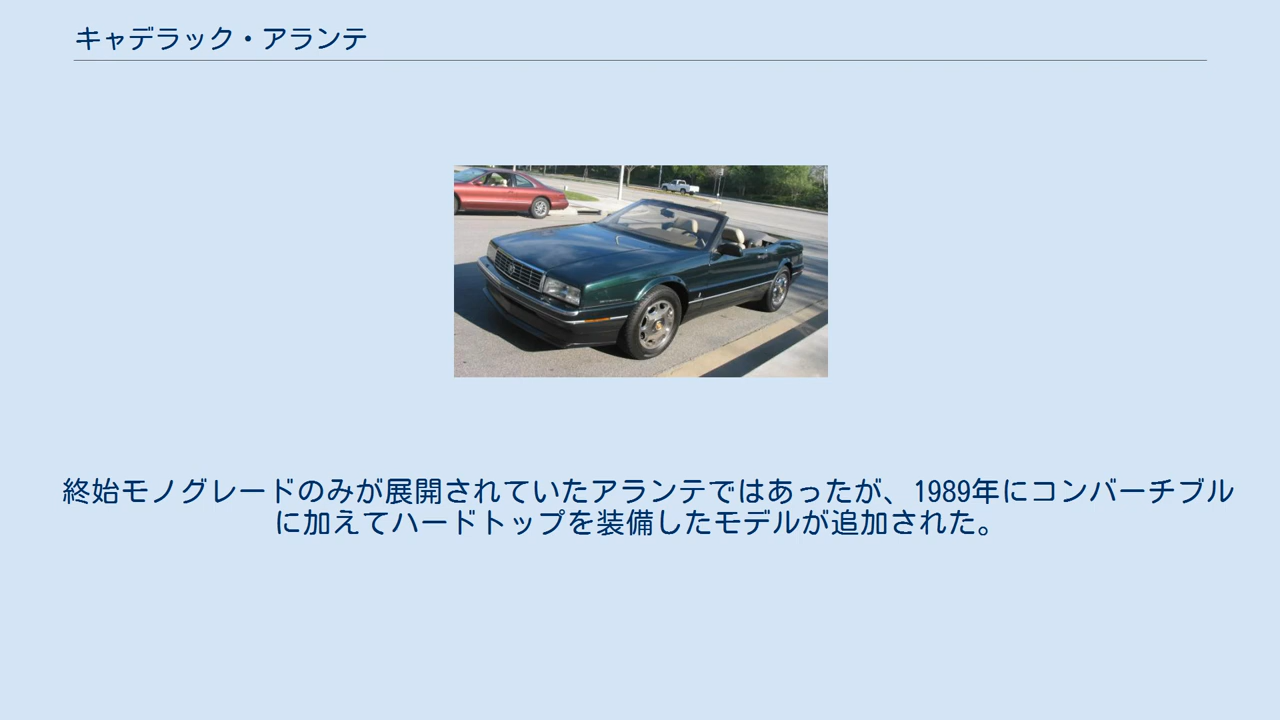 キャデラック・アランテ
終始モノグレードのみが展開されていたアランテではあったが、1989年にコンバーチブル
に加えてハードトップを装備したモデルが追加された。